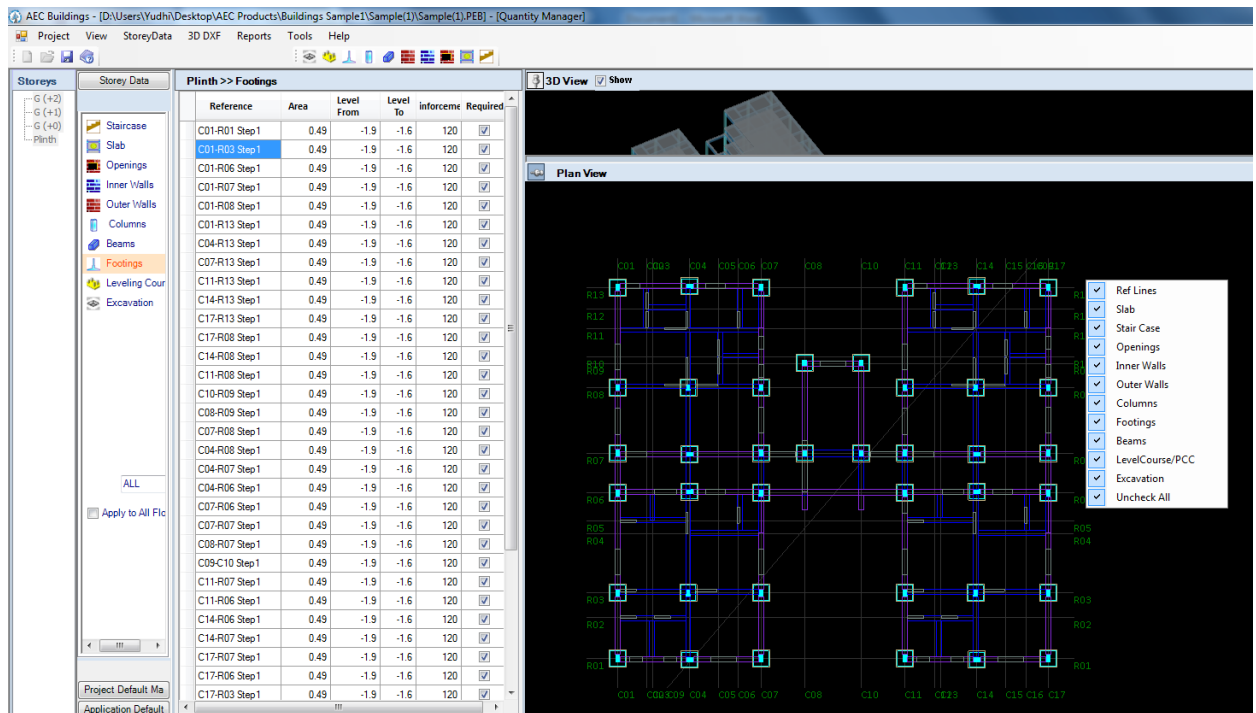 AEC Buildings - [D:\Users\Yudhi\Desktop\AEC Products\Buildings Sample1\Sample(1)\Sample(1).PEB] - [Quantity Manager]
Project View StoreyData 3D DXF Reports Tools Help
Storeys
G (+2)
G (+1)
G (+0)
Plinth
Storey Data
Staircase
Slab
Openings
Inner Walls
Outer Walls
Columns
Beams
Footings
Leveling Cour
Excavation
ALL
Apply to All Flo
Project Default Ma
Application Default
Plinth >> Footings
Reference Area Level From Level To inforceme Required
C01-R01 Step1 0.49 -1.9 -1.6 120
C01-R03 Step1 0.49 -1.9 -1.6 120
C01-R06 Step1 0.49 -1.9 -1.6 120
C01-R07 Step1 0.49 -1.9 -1.6 120
C01-R08 Step1 0.49 -1.9 -1.6 120
C01-R13 Step1 0.49 -1.9 -1.6 120
C04-R13 Step1 0.49 -1.9 -1.6 120
C07-R13 Step1 0.49 -1.9 -1.6 120
C11-R13 Step1 0.49 -1.9 -1.6 120
C14-R13 Step1 0.49 -1.9 -1.6 120
C17-R13 Step1 0.49 -1.9 -1.6 120
C17-R08 Step1 0.49 -1.9 -1.6 120
C14-R08 Step1 0.49 -1.9 -1.6 120
C11-R08 Step1 0.49 -1.9 -1.6 120
C10-R09 Step1 0.49 -1.9 -1.6 120
C08-R09 Step1 0.49 -1.9 -1.6 120
C07-R08 Step1 0.49 -1.9 -1.6 120
C04-R08 Step1 0.49 -1.9 -1.6 120
C04-R07 Step1 0.49 -1.9 -1.6 120
C04-R06 Step1 0.49 -1.9 -1.6 120
C07-R06 Step1 0.49 -1.9 -1.6 120
C07-R07 Step1 0.49 -1.9 -1.6 120
C08-R07 Step1 0.49 -1.9 -1.6 120
C09-C10 Step1 0.49 -1.9 -1.6 120
C11-R07 Step1 0.49 -1.9 -1.6 120
C11-R06 Step1 0.49 -1.9 -1.6 120
C14-R06 Step1 0.49 -1.9 -1.6 120
C14-R07 Step1 0.49 -1.9 -1.6 120
C17-R07 Step1 0.49 -1.9 -1.6 120
C17-R06 Step1 0.49 -1.9 -1.6 120
C17-R03 Step1 0.49 -1.9 -1.6 120
3D View Show
Plan View
C01 C04 C05 C06 C07 C08 C10 C11 C14 C15
R13
R12
R11
R08
R07
R06
R05 R05
R04 R04
R03 R03
R02 R02
R01 R01
C01 C09 C04 C05 C06 C07 C08 C10 C11 C14 C15 C16 C17
Ref Lines
Slab
Stair Case
Openings
Inner Walls
Outer Walls
Columns
Footings
Beams
LevelCourse/PCC
Excavation
Uncheck All